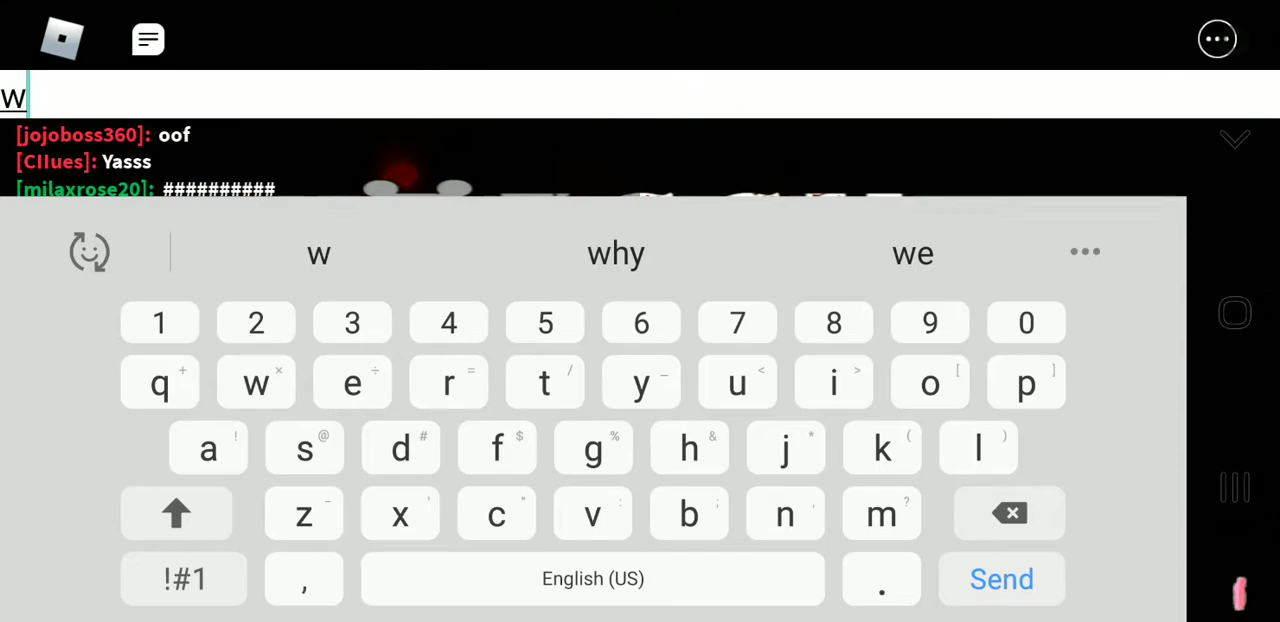 w
[jojoboss360]: oof
[CIIues]: Yasss
[milaxrose20]: ##########
w why we
1 2 3 4 5 6 7 8 9 0
q + w × e ÷ r = t / y _ u < i > o [ p ]
a ! s @ d # f $ g % h & j * k ( l )
z - x ' c " v : b ; n , m ?
!#1 , English (US) . Send